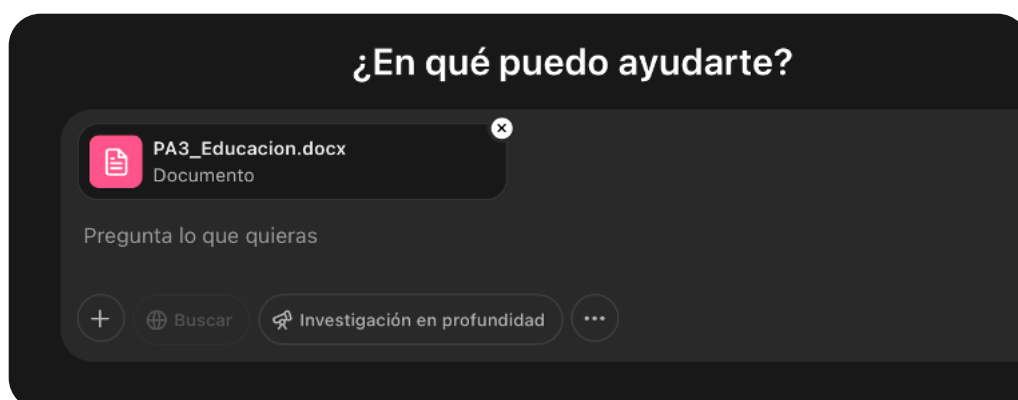 ¿En qué puedo ayudarte?
PA3_Educacion.docx
Documento
Pregunta lo que quieras
Buscar
Investigación en profundidad